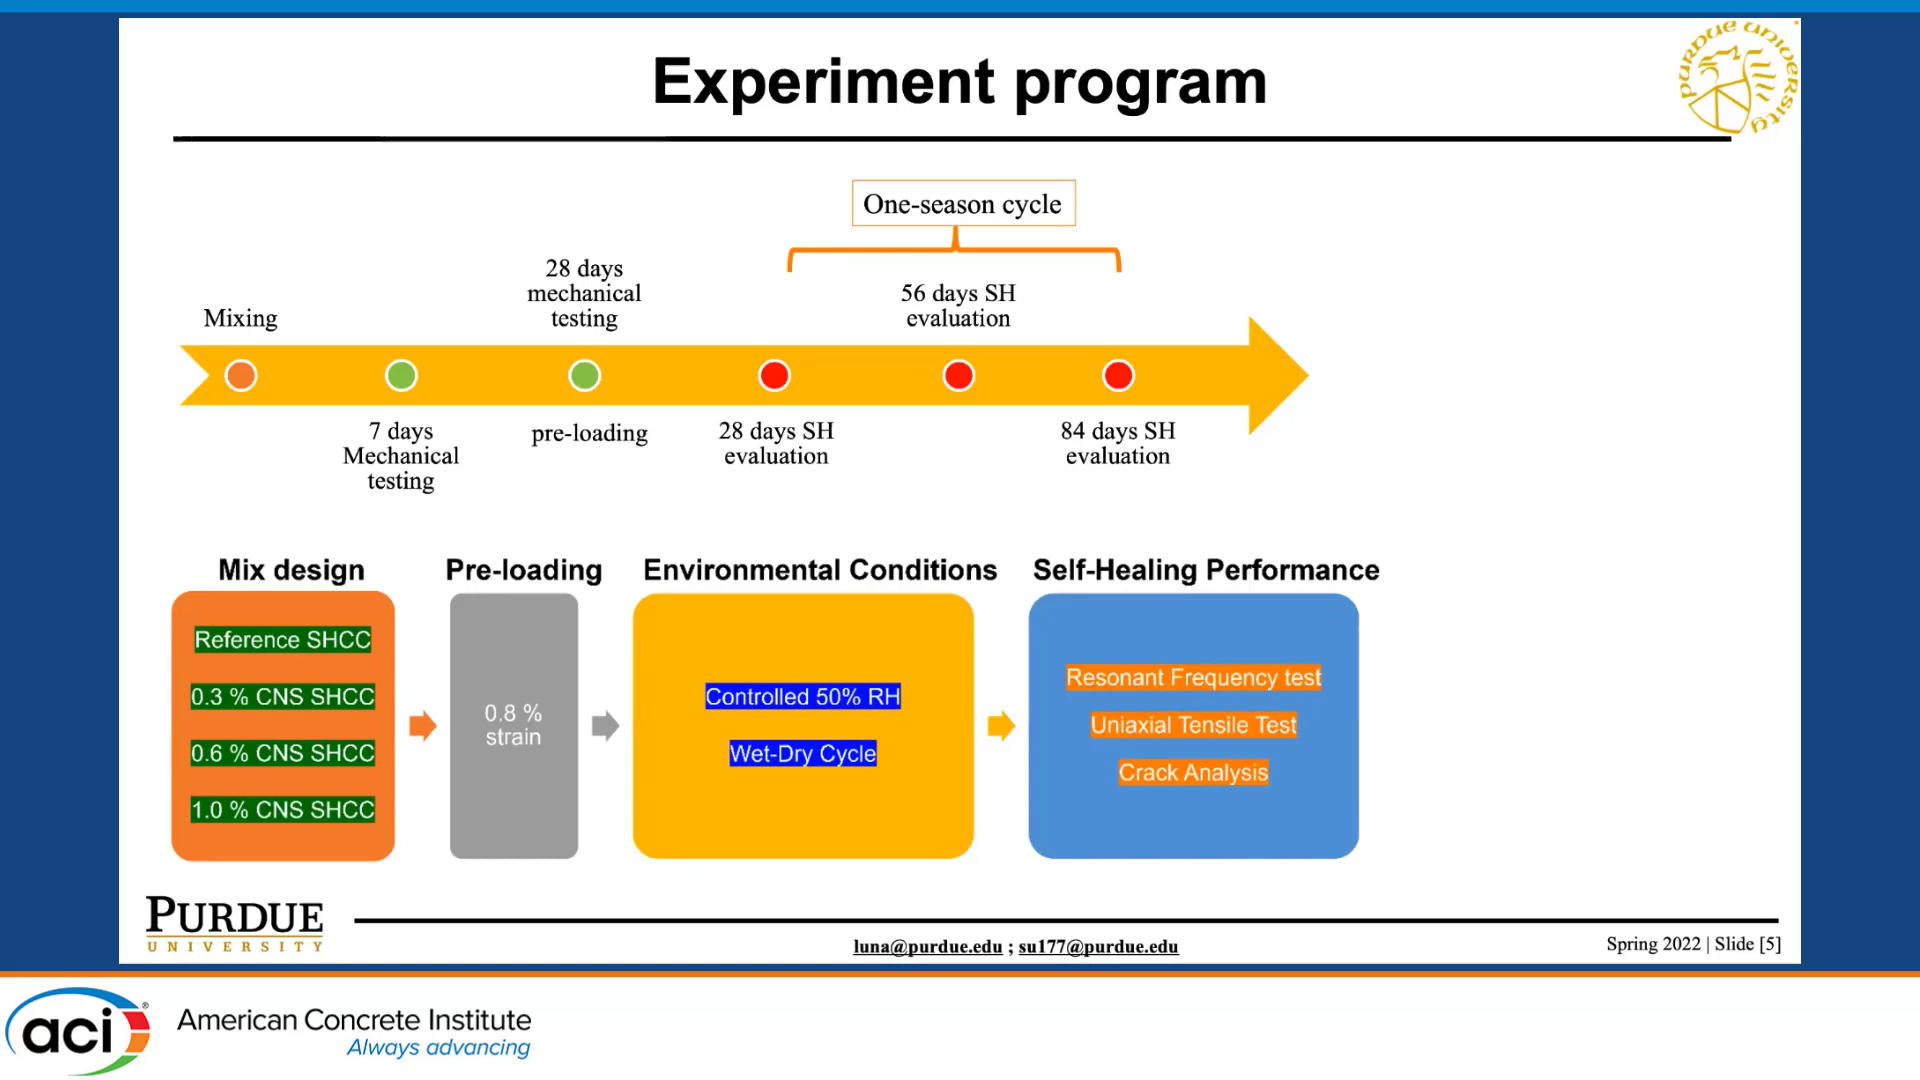 Experiment program
PURDUE UNIVERSITY
One-season cycle
28 days
mechanical
testing
56 days SH
evaluation
Mixing
7 days
Mechanical
testing
pre-loading
28 days SH
evaluation
84 days SH
evaluation
Mix design
Pre-loading
Environmental Conditions
Self-Healing Performance
Reference SHCC
0.3 % CNS SHCC
0.6 % CNS SHCC
1.0 % CNS SHCC
0.8 %
strain
Controlled 50% RH
Wet-Dry Cycle
Resonant Frequency test
Uniaxial Tensile Test
Crack Analysis
PURDUE
UNIVERSITY
luna@purdue.edu ; su177@purdue.edu
Spring 2022 | Slide [5]
aci®
American Concrete Institute
Always advancing